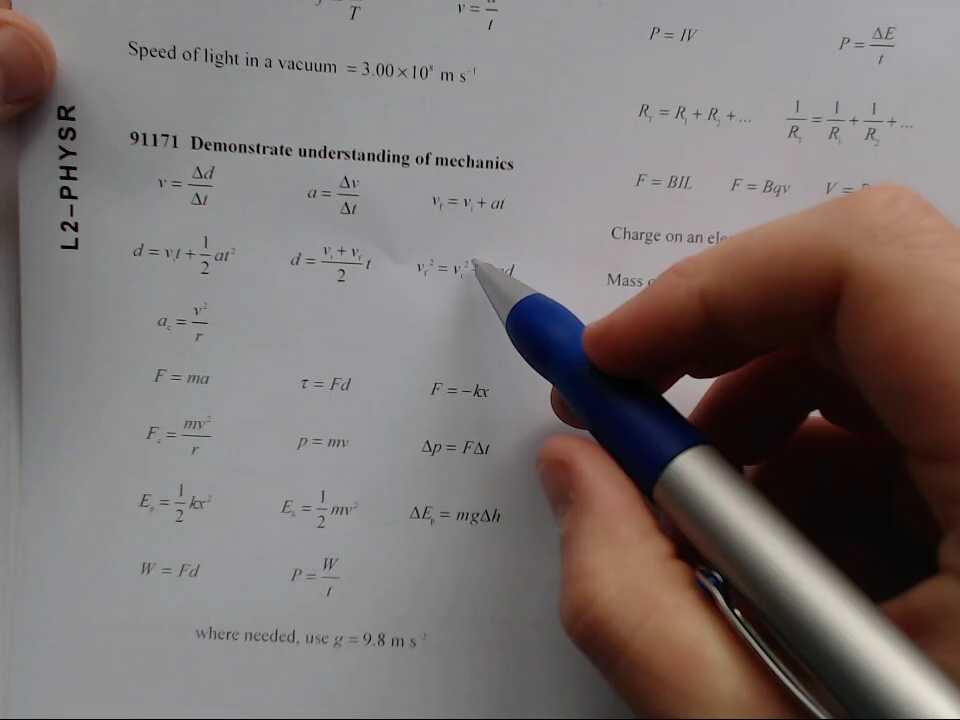 T
v =
t
Speed of light in a vacuum = 3.00 × 10⁸ m s⁻¹
L2–PHYSR
91171 Demonstrate understanding of mechanics
v = Δd/Δt a = Δv/Δt v_f = v_i + at
d = v_i t + 1/2 at² d = (v_i + v_f)/2 t v_f² = v_i² d
a_c = v²/r
F = ma τ = Fd F = −kx
F_c = mv²/r p = mv Δp = FΔt
E_p = 1/2 kx² E_k = 1/2 mv² ΔE_p = mgΔh
W = Fd P = W/t
where needed, use g = 9.8 m s⁻²
P = IV P = ΔE/t
R_T = R_1 + R_2 + ... 1/R_T = 1/R_1 + 1/R_2 + ...
F = BIL F = Bqv V =
Charge on an
Mass